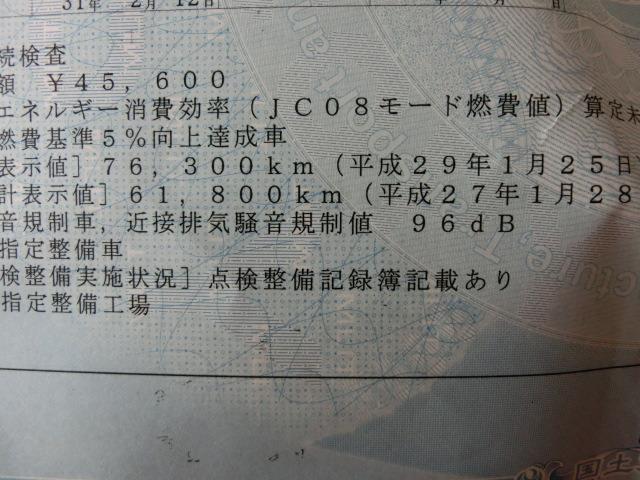 31年 2月 12日 年 月 日
続検査
額 ¥45,600
エネルギー消費効率(JC08モード燃費値)算定未
燃費基準5%向上達成車
表示値]76,300km(平成29年1月25日
計表示値]61,800km(平成27年1月28
音規制車,近接排気騒音規制値 96dB
指定整備車
検整備実施状況]点検整備記録簿記載あり
指定整備工場
国土